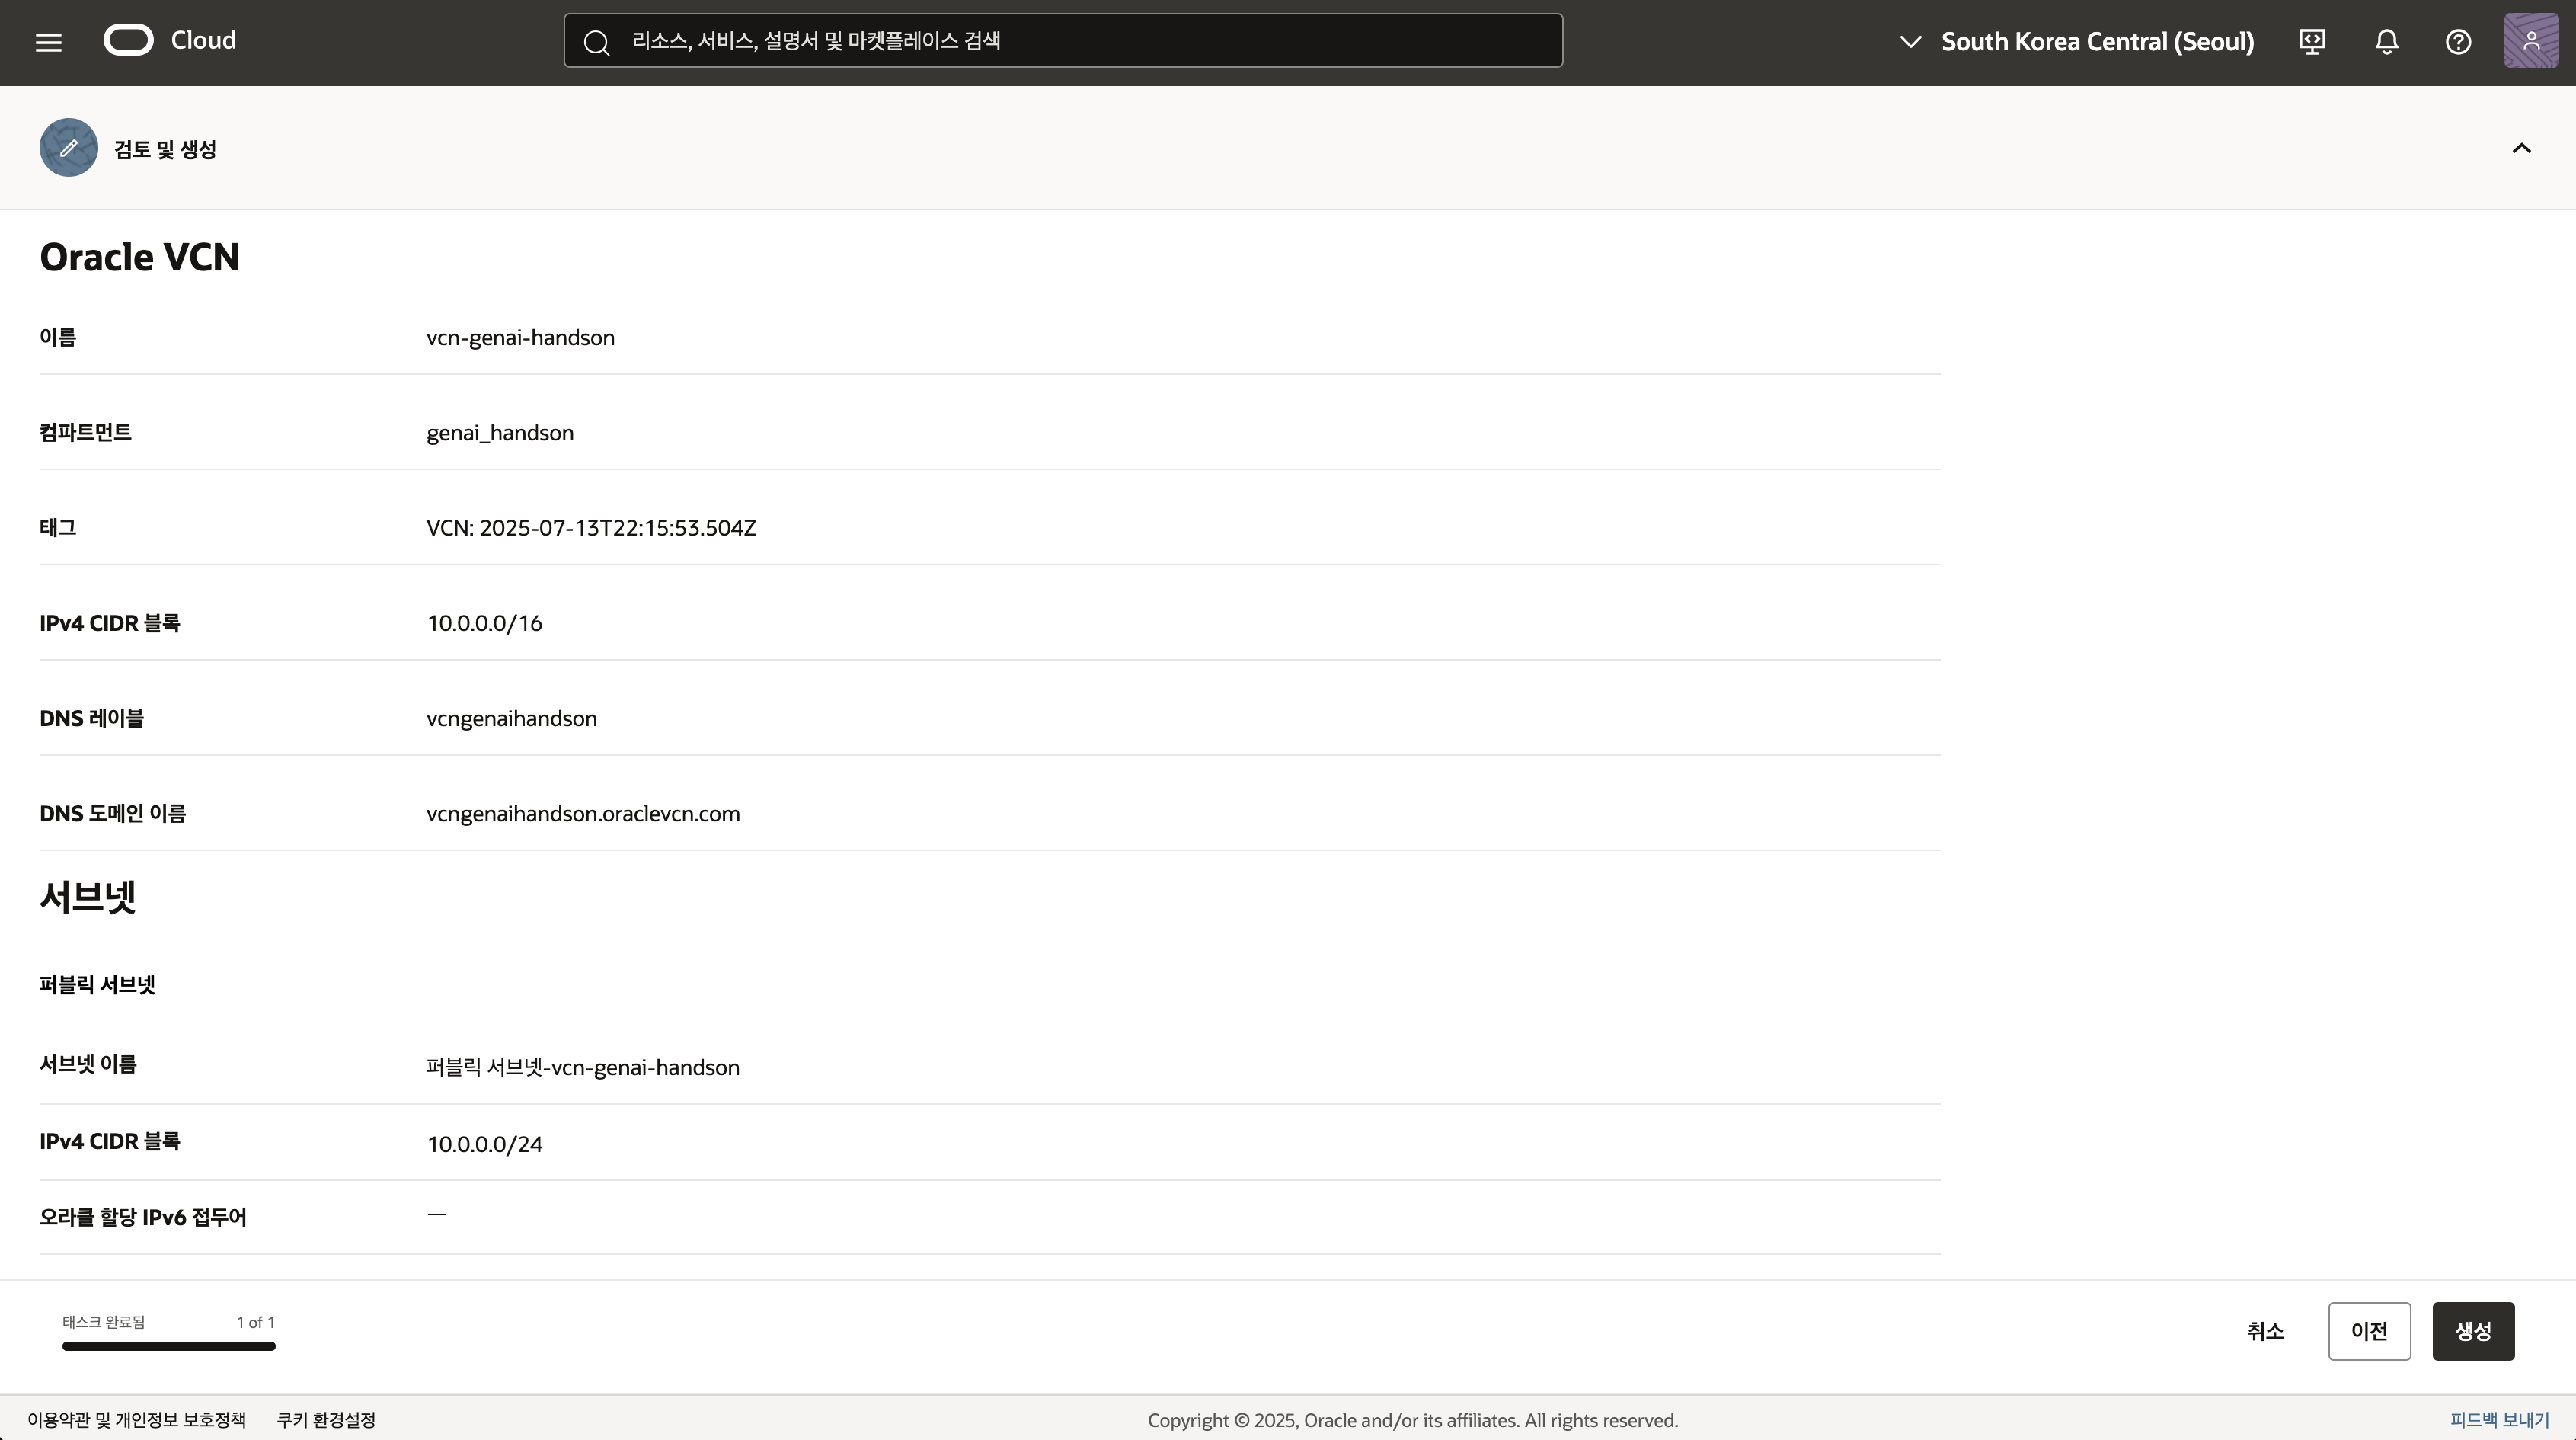 Cloud
리소스, 서비스, 설명서 및 마켓플레이스 검색
South Korea Central (Seoul)
검토 및 생성
Oracle VCN
이름 vcn-genai-handson
컴파트먼트 genai_handson
태그 VCN: 2025-07-13T22:15:53.504Z
IPv4 CIDR 블록 10.0.0.0/16
DNS 레이블 vcngenaihandson
DNS 도메인 이름 vcngenaihandson.oraclevcn.com
서브넷
퍼블릭 서브넷
서브넷 이름 퍼블릭 서브넷-vcn-genai-handson
IPv4 CIDR 블록 10.0.0.0/24
오라클 할당 IPv6 접두어 —
태스크 완료됨 1 of 1
취소 이전 생성
이용약관 및 개인정보 보호정책 쿠키 환경설정 Copyright © 2025, Oracle and/or its affiliates. All rights reserved. 피드백 보내기